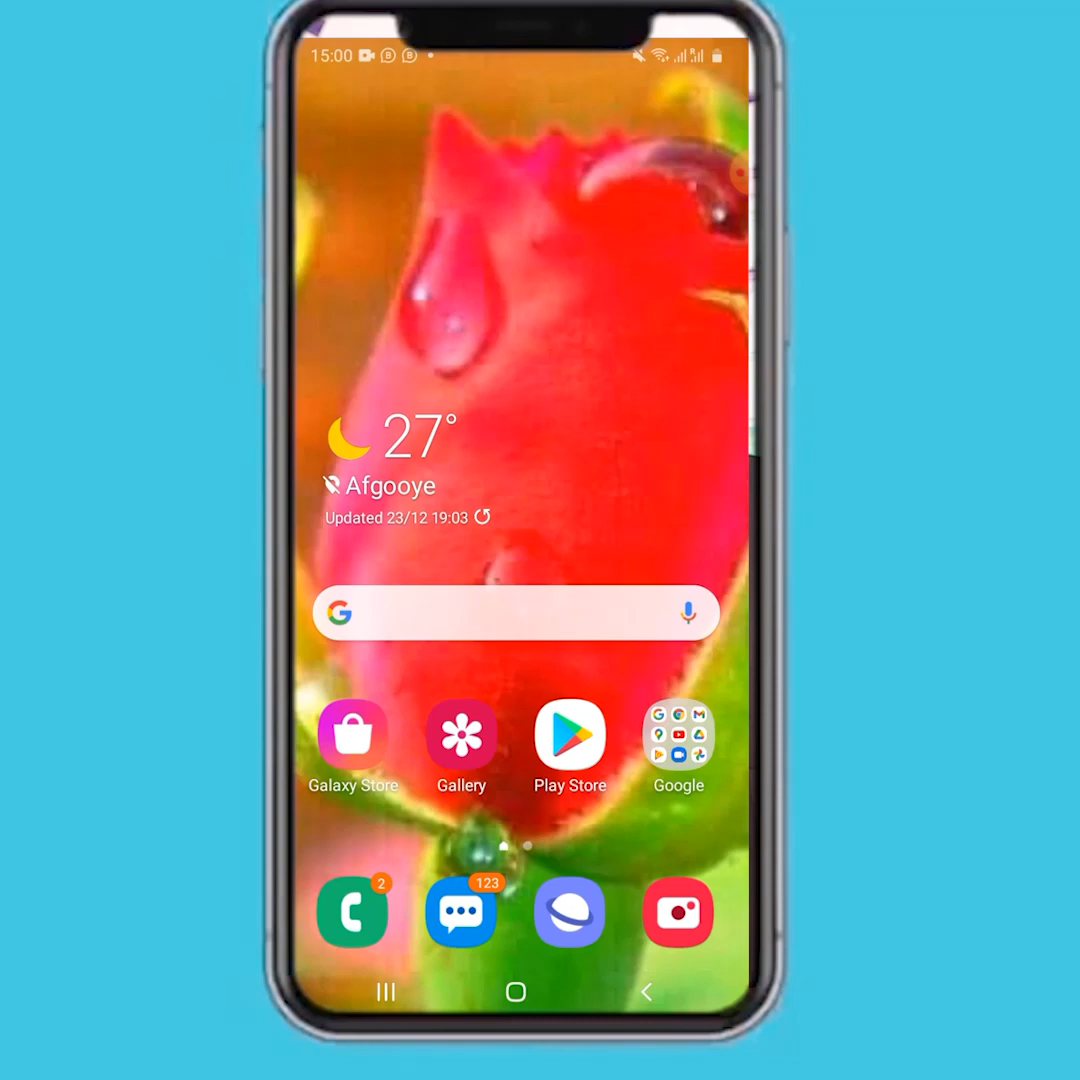 15:00
27°
Afgooye
Updated 23/12 19:03
Galaxy Store
Gallery
Play Store
Google
2
123